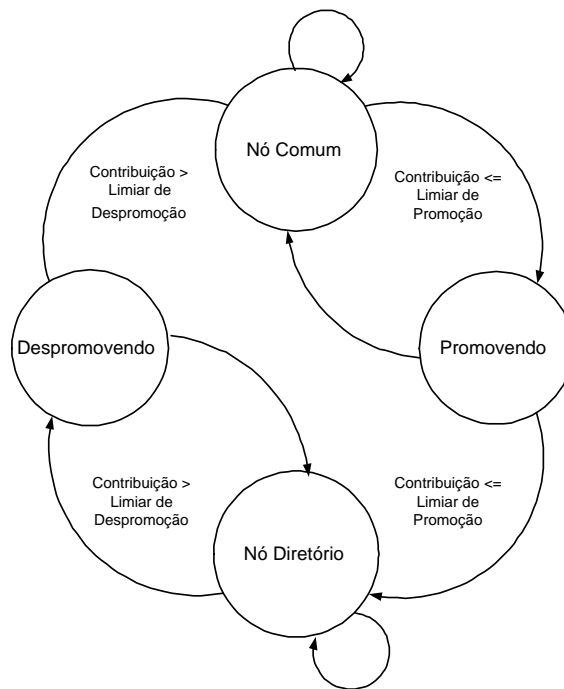 Nó Comum
Contribuição >
Limiar de
Despromoção
Contribuição <=
Limiar de
Promoção
Despromovendo
Promovendo
Contribuição >
Limiar de
Despromoção
Contribuição <=
Limiar de
Promoção
Nó Diretório